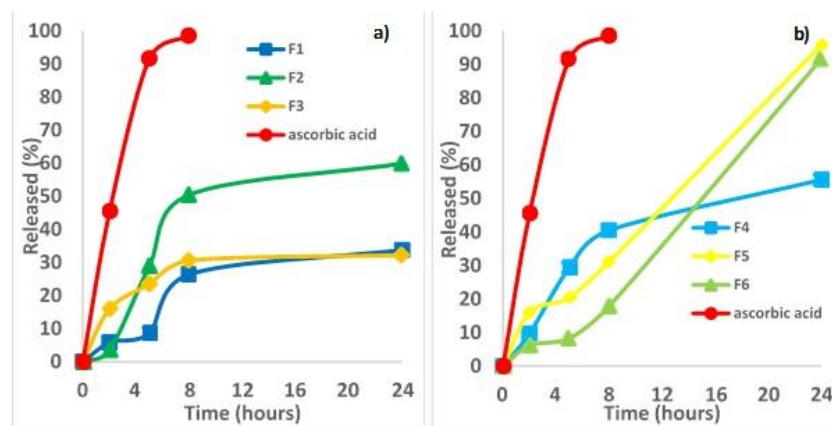 a)
Released (%)
100
90
80
70
60
50
40
30
20
10
0
F1
F2
F3
ascorbic acid
0 4 8 12 16 20 24
Time (hours)
b)
Released (%)
100
90
80
70
60
50
40
30
20
10
0
F4
F5
F6
ascorbic acid
0 4 8 12 16 20 24
Time (hours)